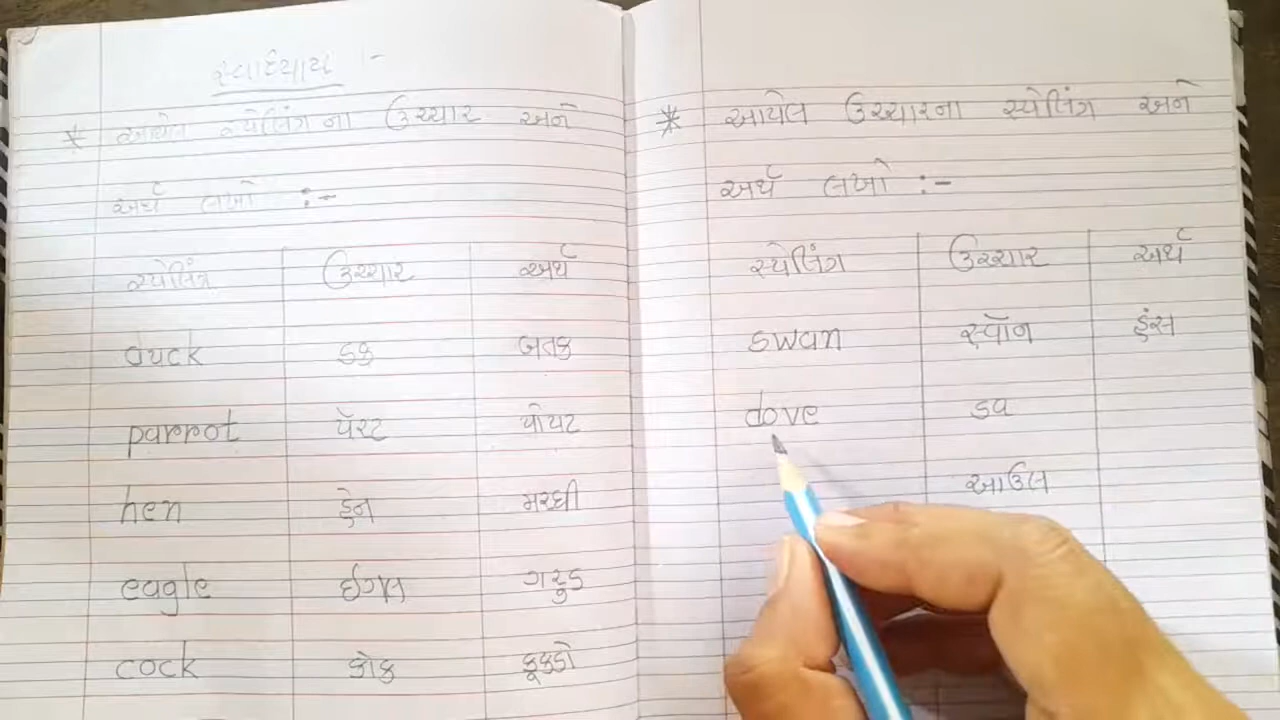 સ્વાધ્યાય :-
* આપેલ સ્પેલિંગના ઉચ્ચાર અને
અર્થ લખો :-
સ્પેલિંગ ઉચ્ચાર અર્થ
duck ડક બતક
parrot પૅરટ પોપટ
hen હેન મરઘી
eagle ઈગલ ગરુડ
cock કોક કૂકડો
* આપેલ ઉચ્ચારના સ્પેલિંગ અને
અર્થ લખો :-
સ્પેલિંગ ઉચ્ચાર અર્થ
swan સ્વૉન હંસ
dove ડવ
આઉલ